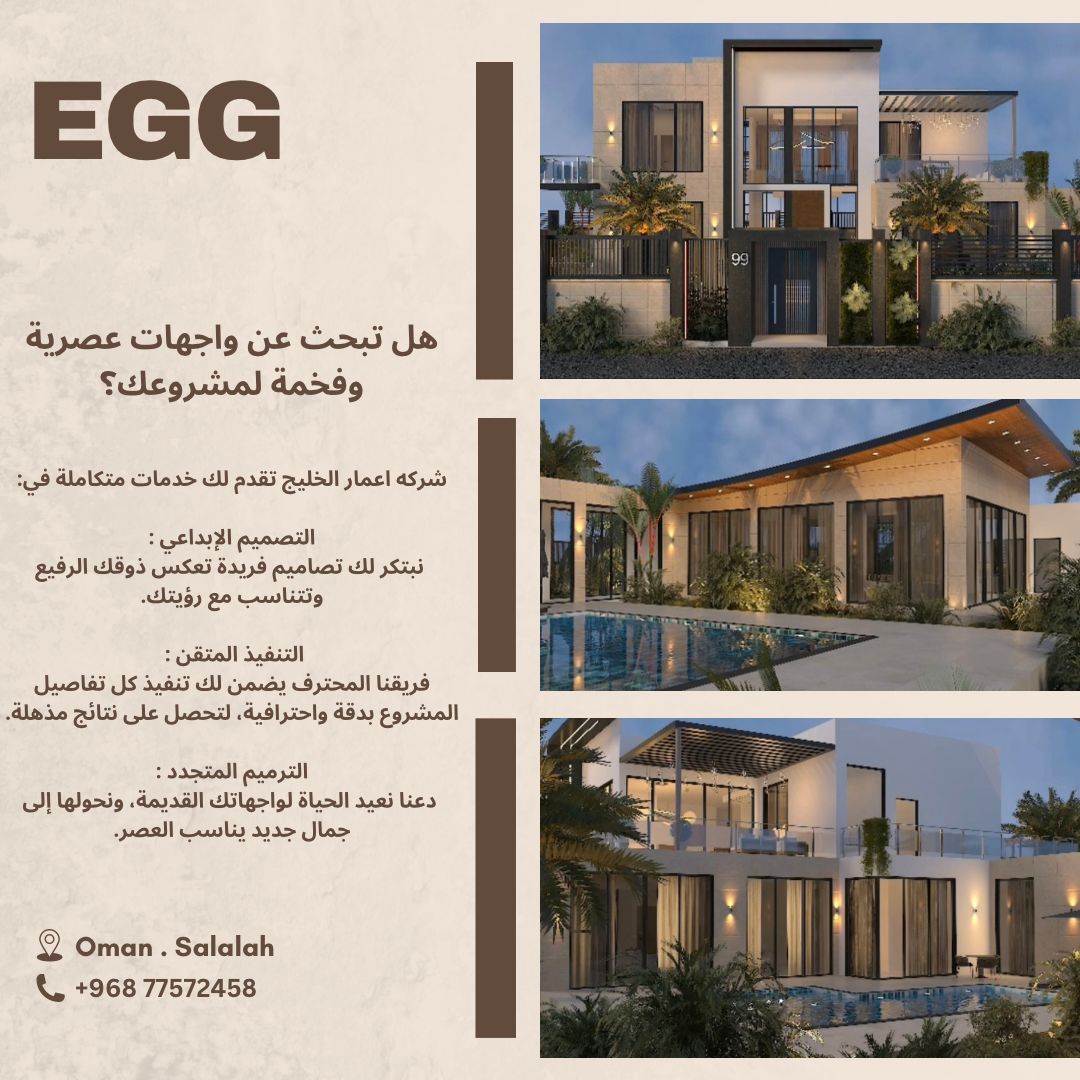 EGG
هل تبحث عن واجهات عصرية
وفخمة لمشروعك؟
شركه اعمار الخليج تقدم لك خدمات متكاملة في:
التصميم الإبداعي :
نبتكر لك تصاميم فريدة تعكس ذوقك الرفيع
وتتناسب مع رؤيتك.
التنفيذ المتقن :
فريقنا المحترف يضمن لك تنفيذ كل تفاصيل
المشروع بدقة واحترافية، لتحصل على نتائج مذهلة.
الترميم المتجدد :
دعنا نعيد الحياة لواجهاتك القديمة، ونحولها إلى
جمال جديد يناسب العصر.
Oman . Salalah
+968 77572458
99